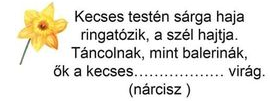 Kecses testén sárga haja
ringatózik, a szél hajtja.
Táncolnak, mint balerinák,
ők a kecses.................. virág.
(nárcisz )